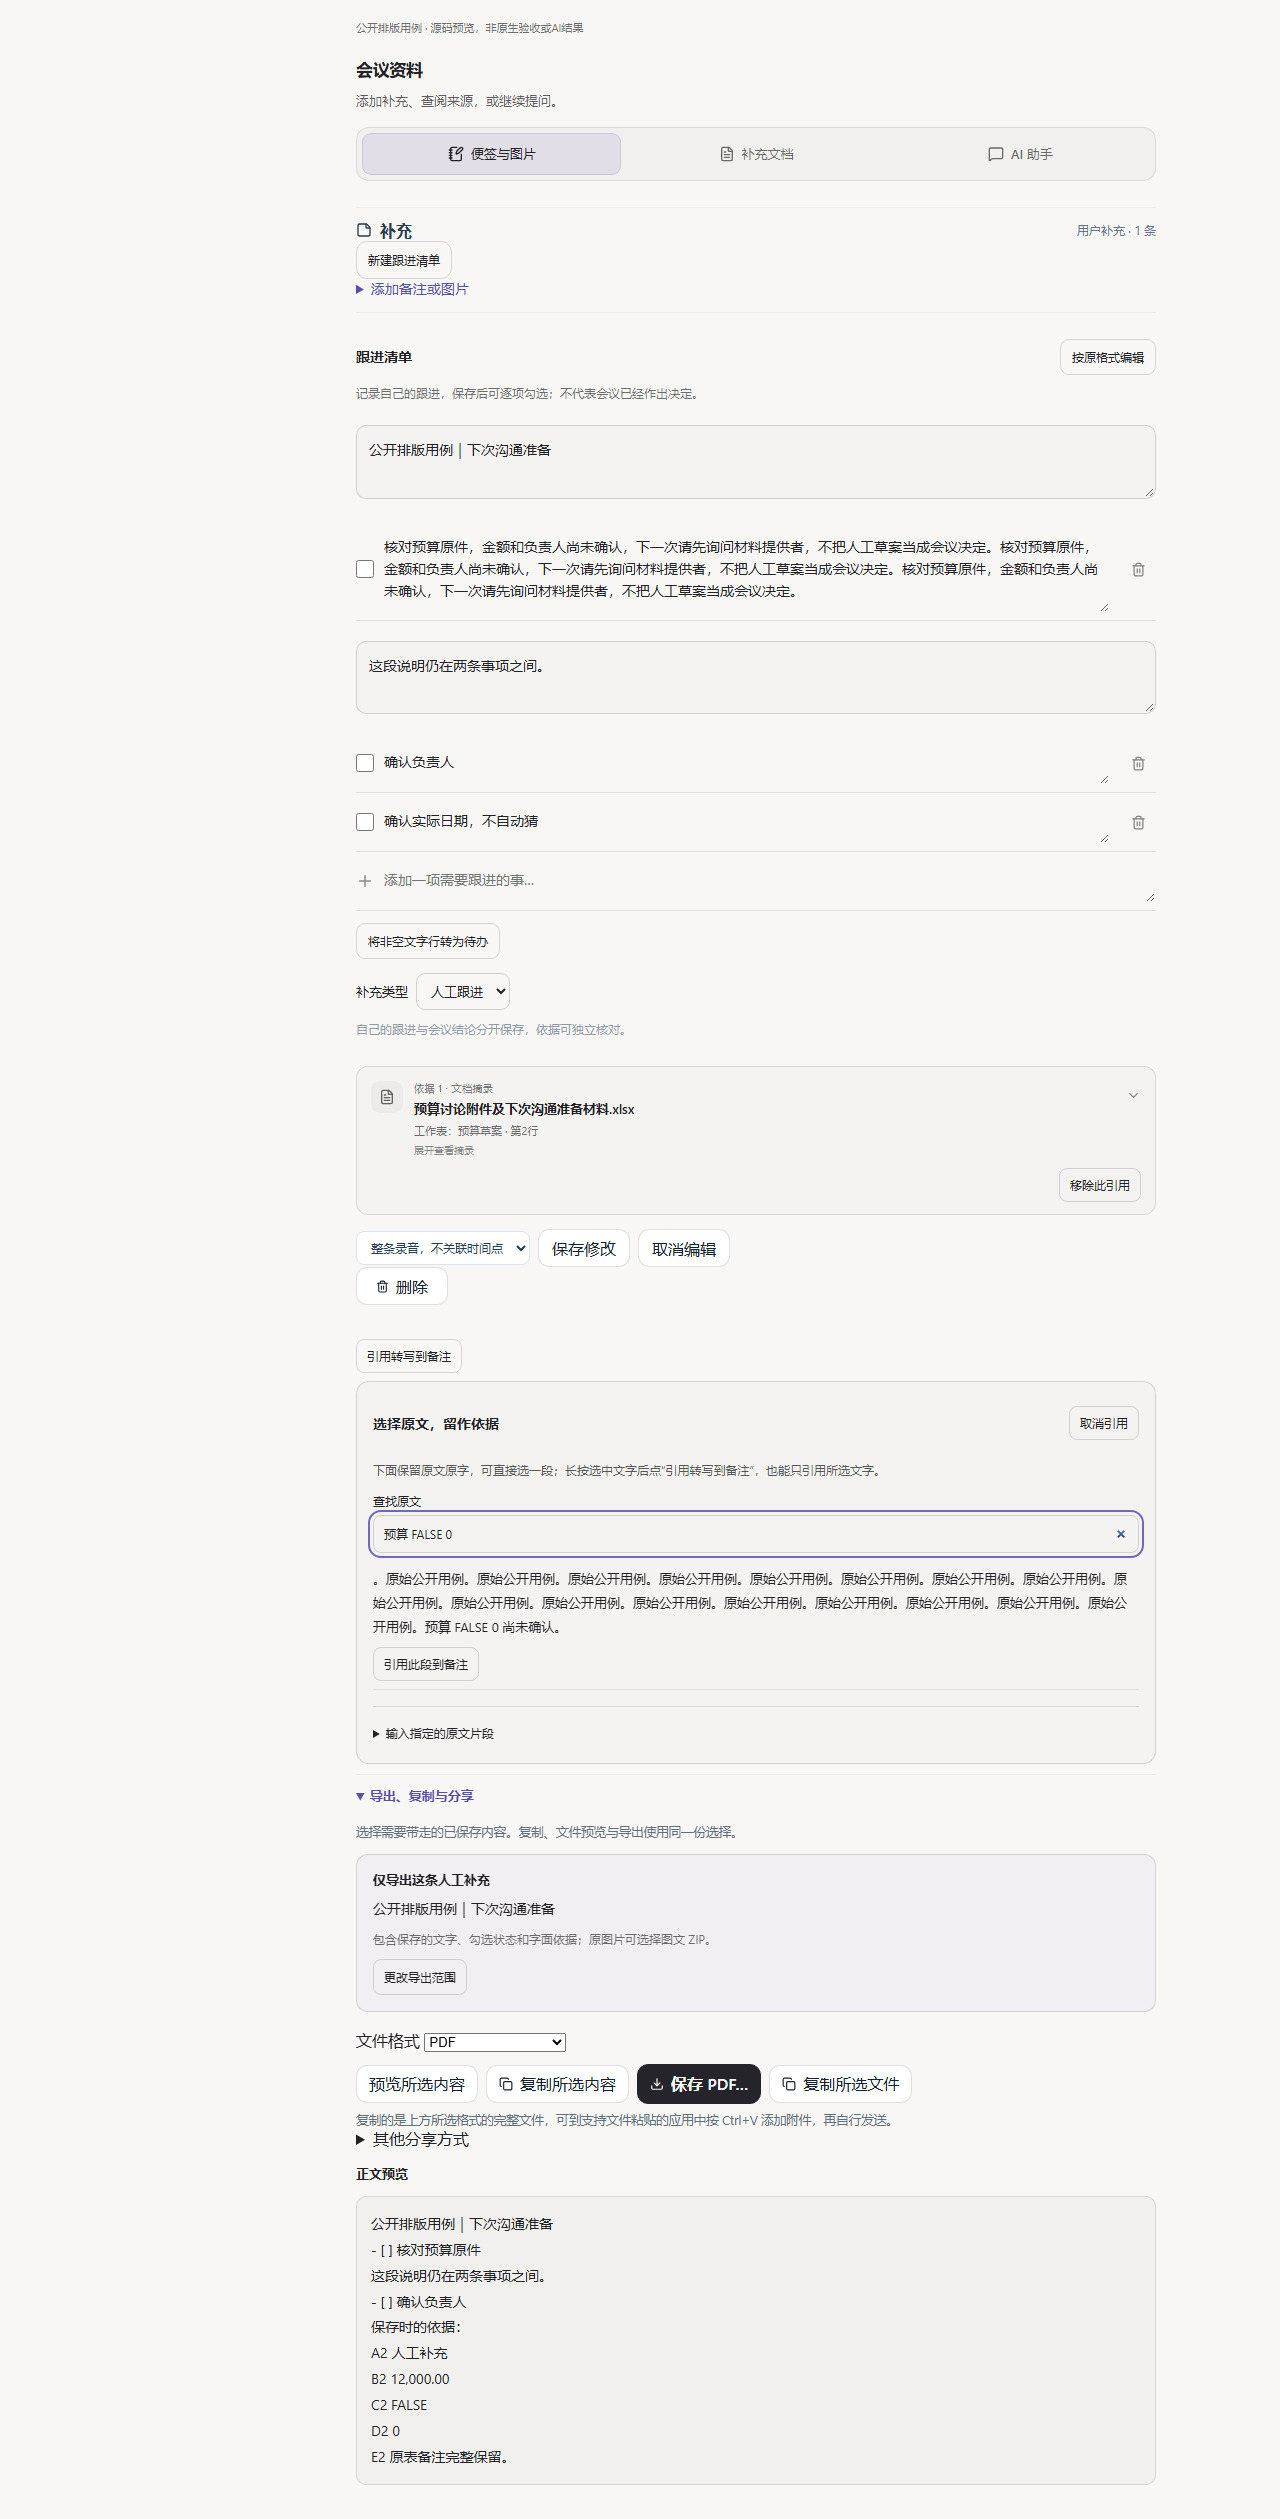 公开排版用例 · 源码预览，非原生验收或AI结果
会议资料
添加补充、查阅来源，或继续提问。
便签与图片
补充文档
AI 助手
补充
用户补充 · 1 条
新建跟进清单
▶ 添加备注或图片
跟进清单
按原格式编辑
记录自己的跟进，保存后可逐项勾选；不代表会议已经作出决定。
公开排版用例｜下次沟通准备
核对预算原件，金额和负责人尚未确认，下一次请先询问材料提供者，不把人工草案当成会议决定。核对预算原件，
金额和负责人尚未确认，下一次请先询问材料提供者，不把人工草案当成会议决定。核对预算原件，金额和负责人尚
未确认，下一次请先询问材料提供者，不把人工草案当成会议决定。
这段说明仍在两条事项之间。
确认负责人
确认实际日期，不自动猜
添加一项需要跟进的事...
将非空文字行转为待办
补充类型 人工跟进
自己的跟进与会议结论分开保存，依据可独立核对。
依据 1 · 文档摘录
预算讨论附件及下次沟通准备材料.xlsx
工作表：预算草案 · 第2行
展开查看摘录
移除此引用
整条录音，不关联时间点
保存修改
取消编辑
删除
引用转写到备注
选择原文，留作依据
取消引用
下面保留原文原字，可直接选一段；长按选中文字后点“引用转写到备注”，也能只引用所选文字。
查找原文
预算 FALSE 0
。原始公开用例。原始公开用例。原始公开用例。原始公开用例。原始公开用例。原始公开用例。原始公开用例。原始公开用例。原
始公开用例。原始公开用例。原始公开用例。原始公开用例。原始公开用例。原始公开用例。原始公开用例。原始公开用例。原始公
开用例。预算 FALSE 0 尚未确认。
引用此段到备注
▶ 输入指定的原文片段
▼ 导出、复制与分享
选择需要带走的已保存内容。复制、文件预览与导出使用同一份选择。
仅导出这条人工补充
公开排版用例｜下次沟通准备
包含保存的文字、勾选状态和字面依据；原图片可选择图文 ZIP。
更改导出范围
文件格式 PDF
预览所选内容
复制所选内容
保存 PDF...
复制所选文件
复制的是上方所选格式的完整文件，可到支持文件粘贴的应用中按 Ctrl+V 添加附件，再自行发送。
▶ 其他分享方式
正文预览
公开排版用例｜下次沟通准备
- [ ] 核对预算原件
这段说明仍在两条事项之间。
- [ ] 确认负责人
保存时的依据：
A2 人工补充
B2 12,000.00
C2 FALSE
D2 0
E2 原表备注完整保留。